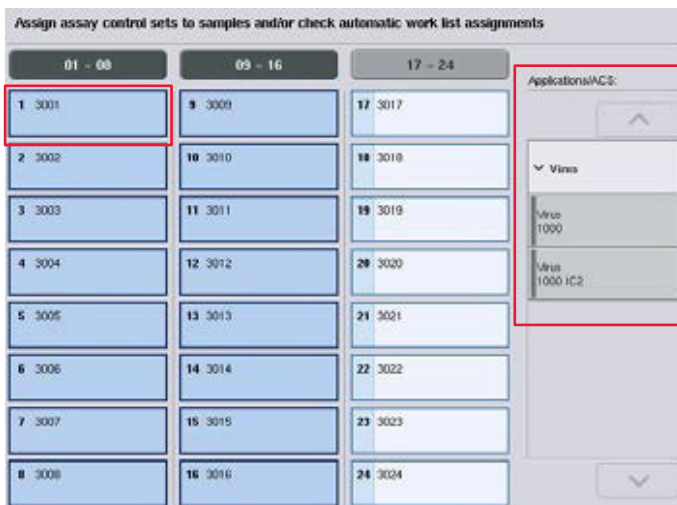 Assign assay control sets to samples and/or check automatic work list assignments
01 - 08
09 - 16
17 - 24
Applications/ACS:
1 3001
9 3009
17 3017
2 3002
10 3010
18 3018
Virus
3 3003
11 3011
19 3019
Virus
1000
4 3004
12 3012
20 3020
Virus
1000 IC2
5 3005
13 3013
21 3021
6 3006
14 3014
22 3022
7 3007
15 3015
23 3023
8 3008
16 3016
24 3024